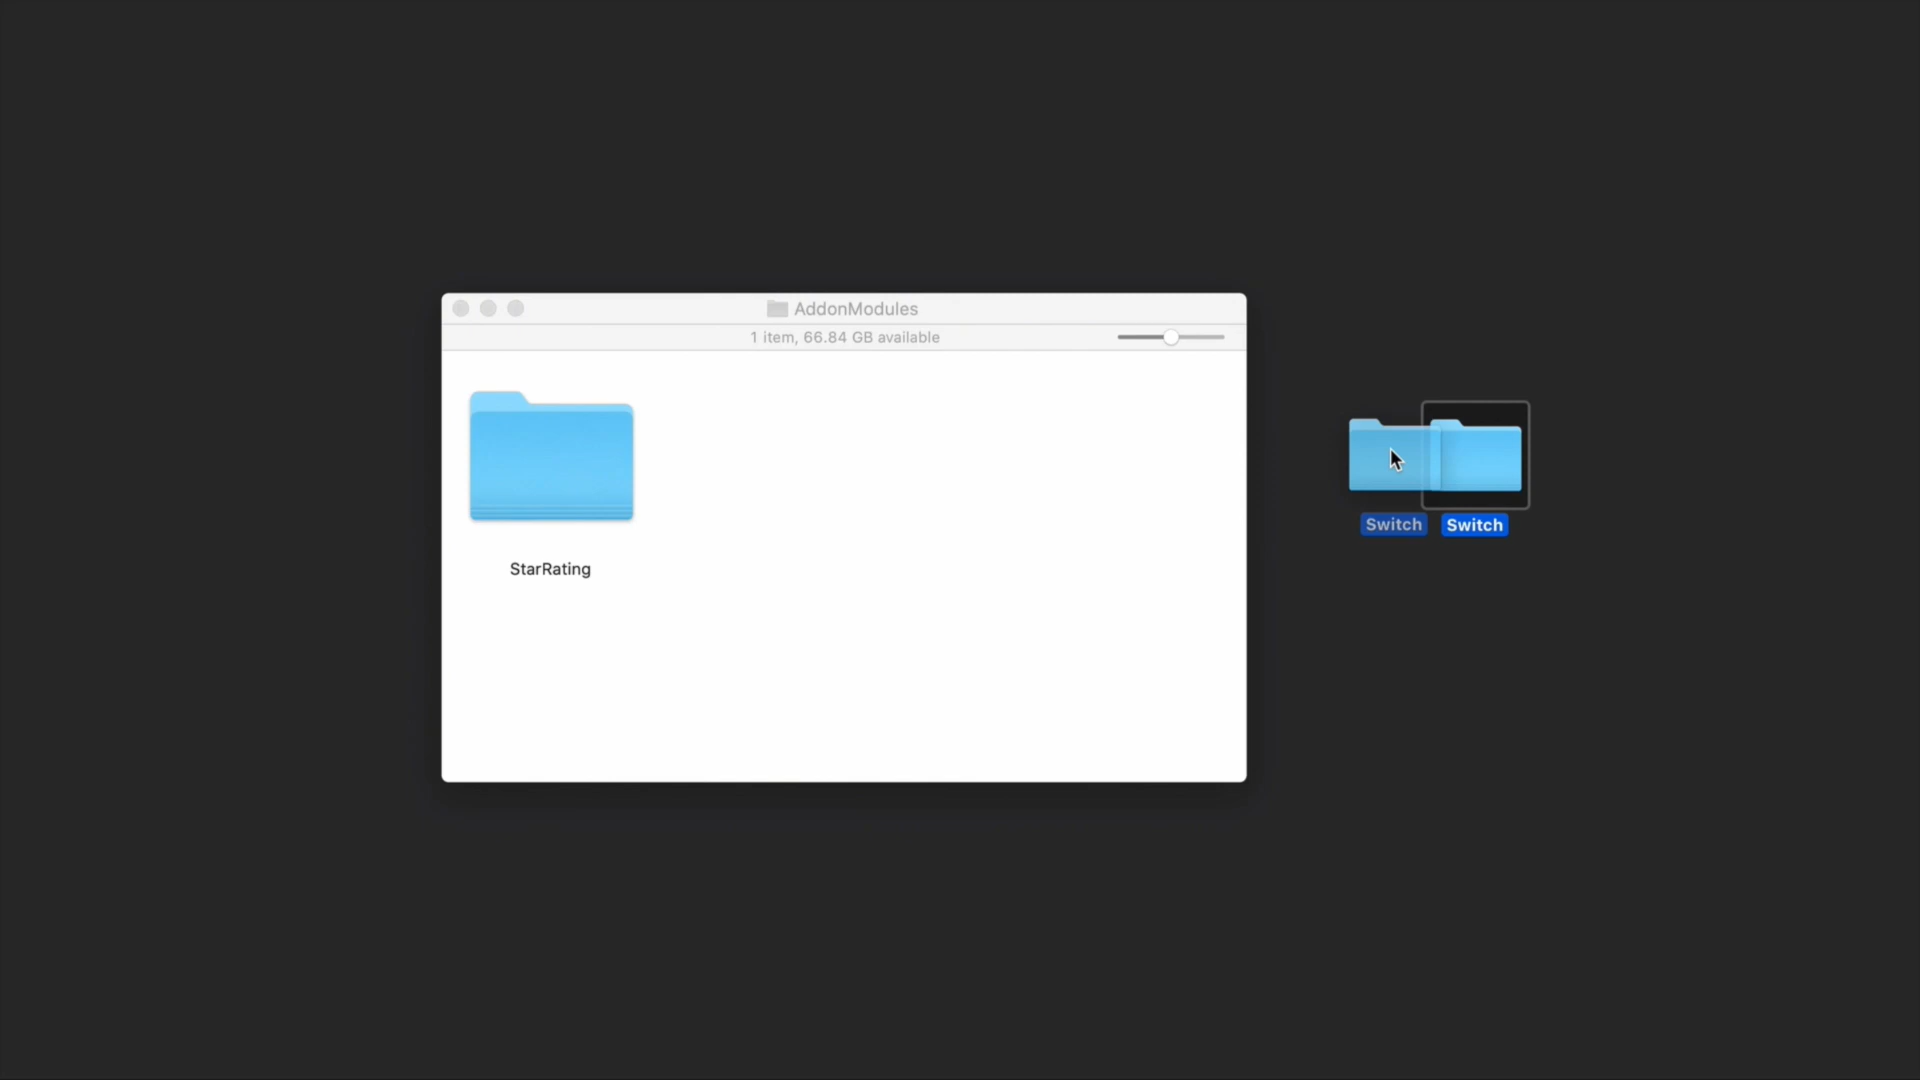 AddonModules
1 item, 66.84 GB available
StarRating
Switch
Switch